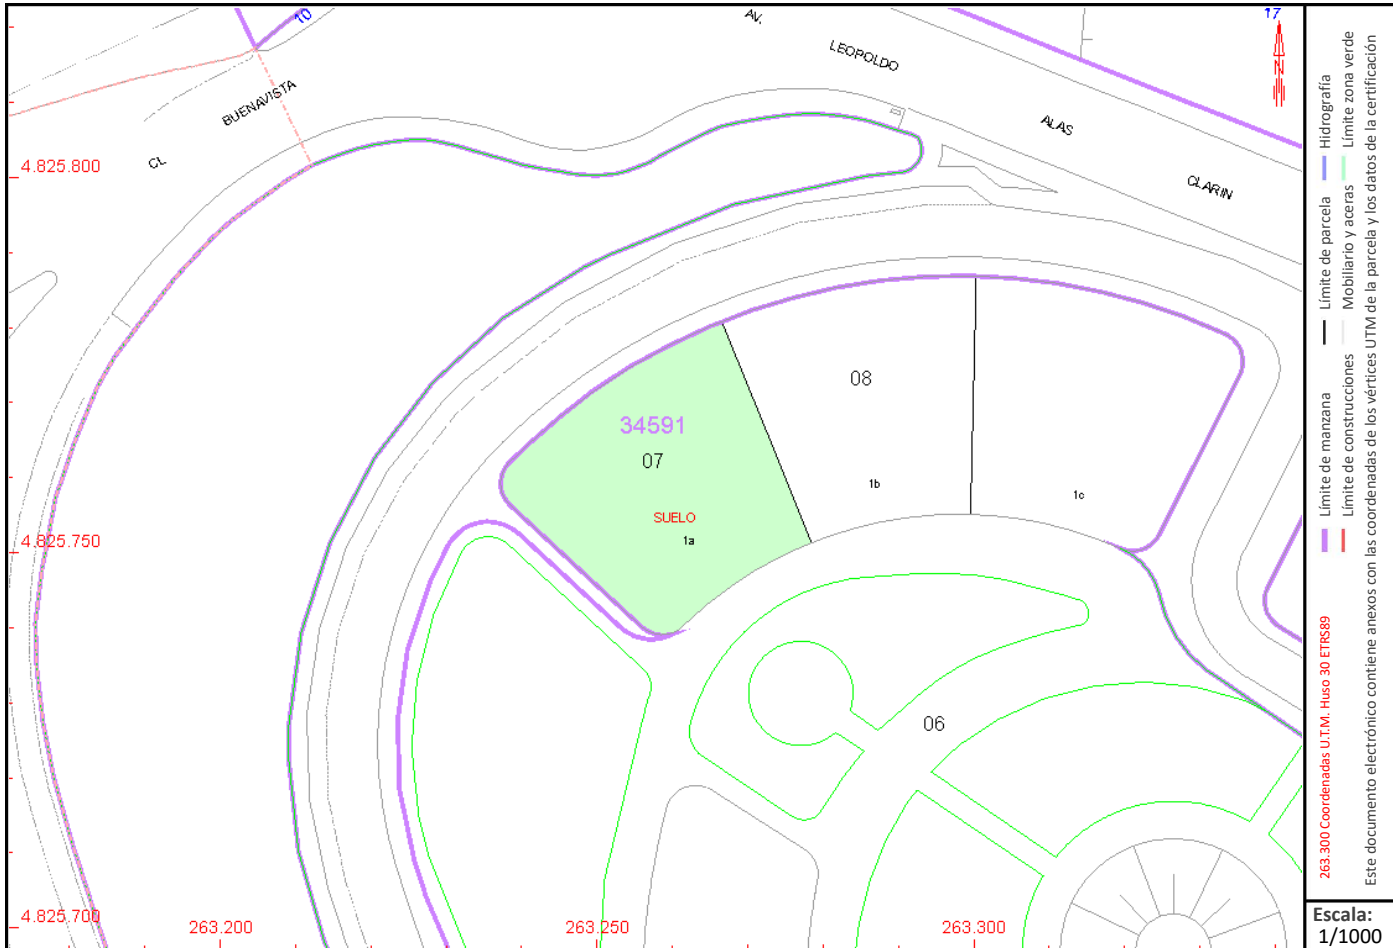 10
AV.
17
LEOPOLDO
BUENAVISTA
ALAS
CL
4.825.800
CLARIN
08
34591
07
1b
1c
SUELO
1a
4.825.750
06
4.825.700
263.200
263.250
263.300
Límite de manzana
Límite de parcela
Hidrografía
Límite de construcciones
Mobiliario y aceras
Límite zona verde
263.300 Coordenadas U.T.M. Huso 30 ETRS89
Este documento electrónico contiene anexos con las coordenadas de los vértices UTM de la parcela y los datos de la certificación
N
Escala:
1/1000